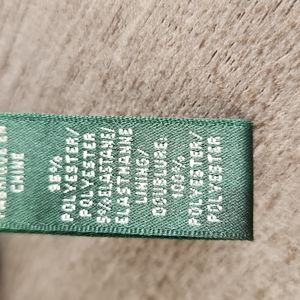 CHINE
95%
POLYESTER/
POLYESTER
5% ELASTANE/
ELASTHANNE
LINING/
DOUBLURE:
100%
POLYESTER/
POLYESTER